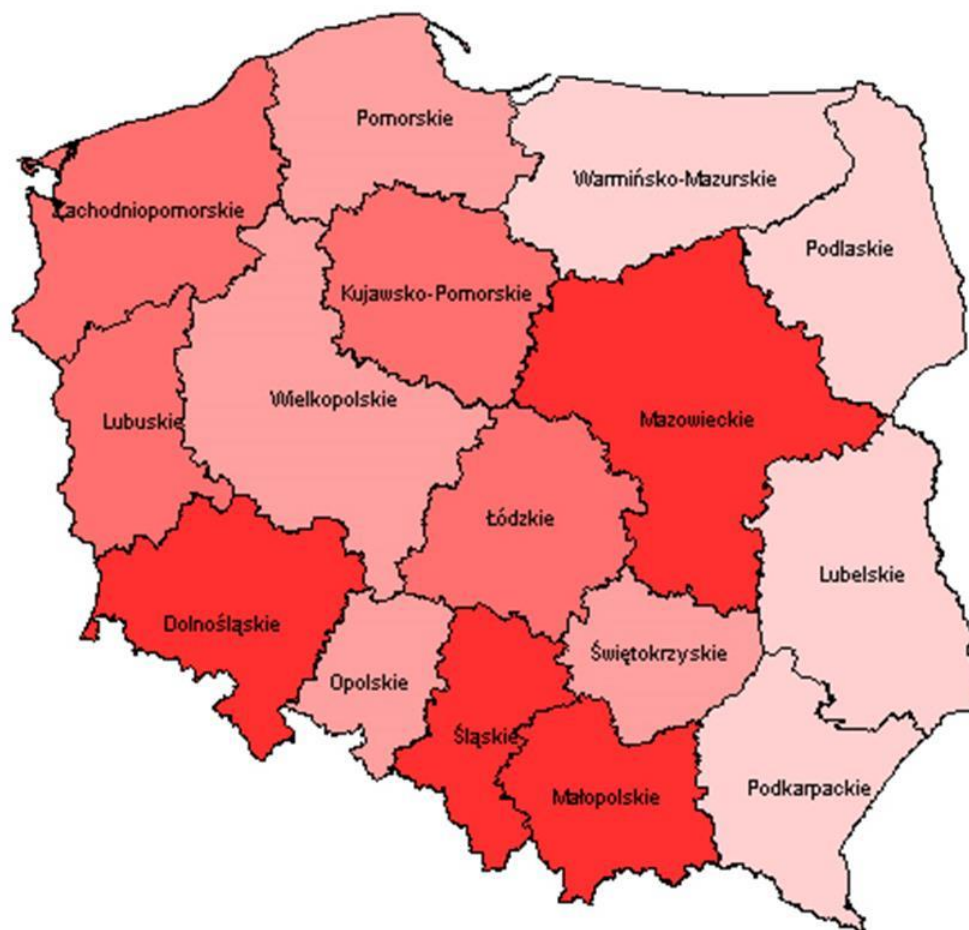 Pomorskie
Warmińsko-Mazurskie
Zachodniopomorskie
Podlaskie
Kujawsko-Pomorskie
Wielkopolskie
Lubuskie
Mazowieckie
Łódzkie
Lubelskie
Dolnośląskie
Świętokrzyskie
Opolskie
Śląskie
Podkarpackie
Małopolskie